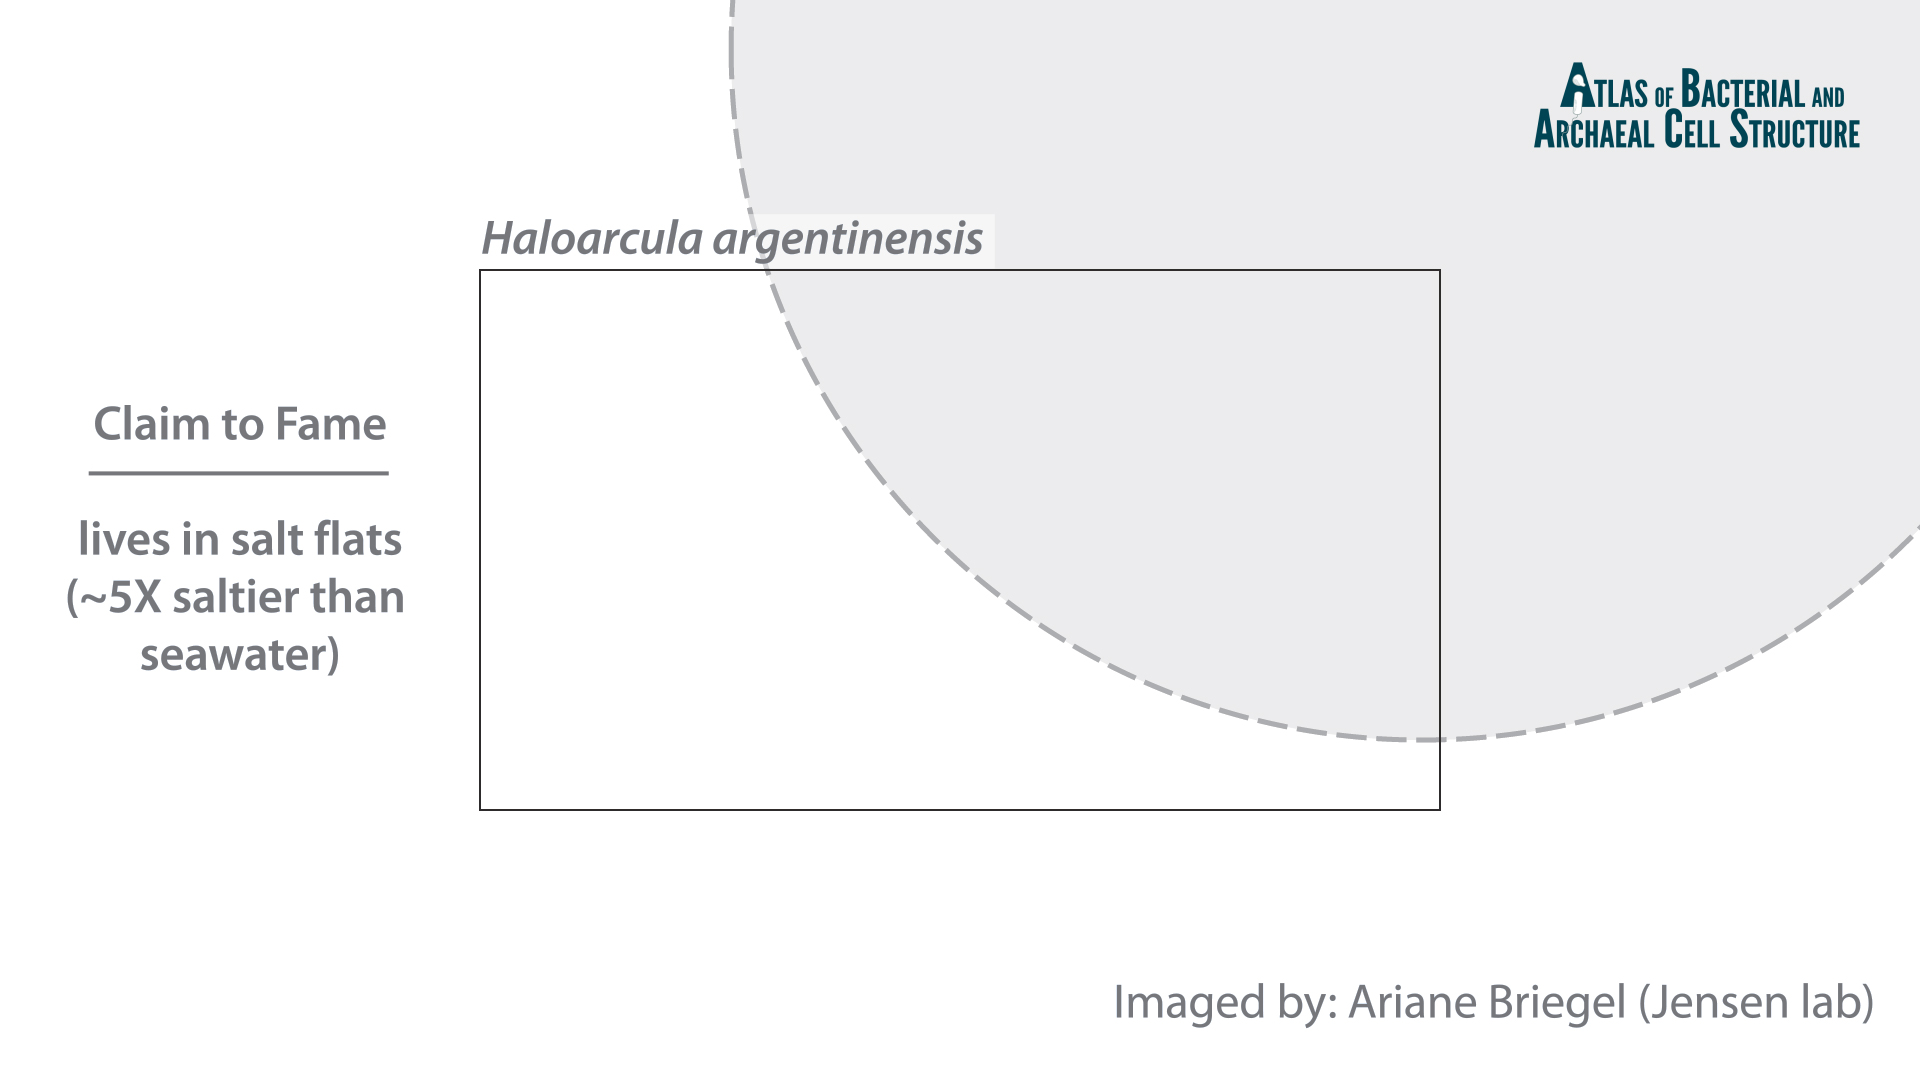 ATLAS OF BACTERIAL AND
ARCHAEAL CELL STRUCTURE
Haloarcula argentinensis
Claim to Fame
lives in salt flats
(~5X saltier than
seawater)
Imaged by: Ariane Briegel (Jensen lab)